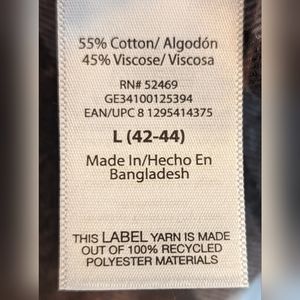 55% Cotton/ Algodón
45% Viscose/ Viscosa
RN# 52469
GE34100125394
EAN/UPC 8 1295414375
L (42-44)
Made In/Hecho En
Bangladesh
THIS LABEL YARN IS MADE
OUT OF 100% RECYCLED
POLYESTER MATERIALS